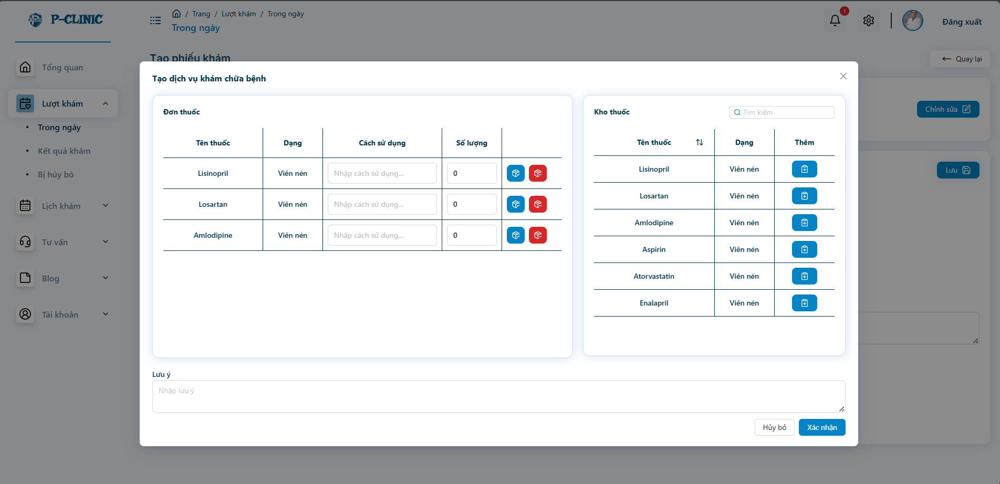 P-CLINIC
P-CLINIC
/ Trang / Lượt khám / Trong ngày
Trong ngày
1
Đăng xuất
Tổng quan
Lượt khám
• Trong ngày
• Kết quả khám
• Bị hủy bỏ
Lịch khám
Tư vấn
Blog
Tài khoản
Tạo phiếu khám
Quay lại
Chỉnh sửa
Lưu
Tạo dịch vụ khám chữa bệnh
Đơn thuốc
Tên thuốc Dạng Cách sử dụng Số lượng
Lisinopril Viên nén Nhập cách sử dụng... 0
Losartan Viên nén Nhập cách sử dụng... 0
Amlodipine Viên nén Nhập cách sử dụng... 0
Kho thuốc
Tìm kiếm
Tên thuốc Dạng Thêm
Lisinopril Viên nén
Losartan Viên nén
Amlodipine Viên nén
Aspirin Viên nén
Atorvastatin Viên nén
Enalapril Viên nén
Lưu ý
Nhập lưu ý
Hủy bỏ
Xác nhận